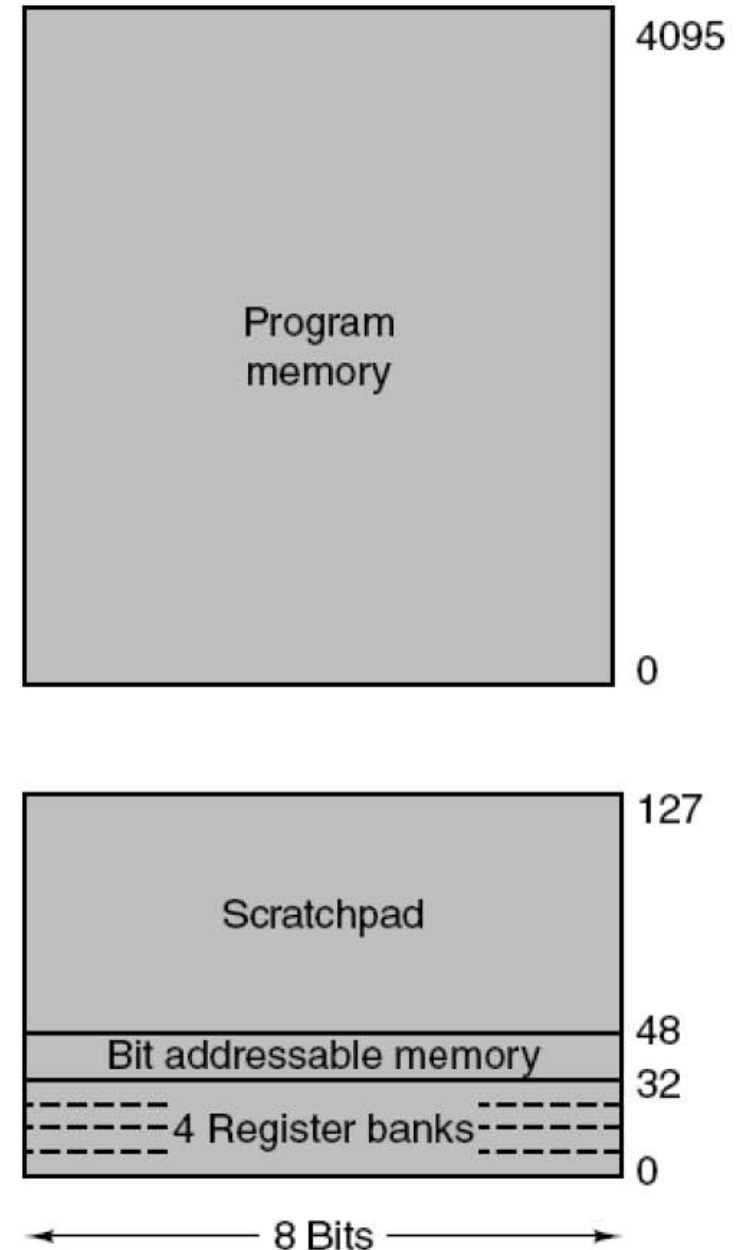 4095
Program
memory
0
127
Scratchpad
48
Bit addressable memory
32
4 Register banks
0
8 Bits